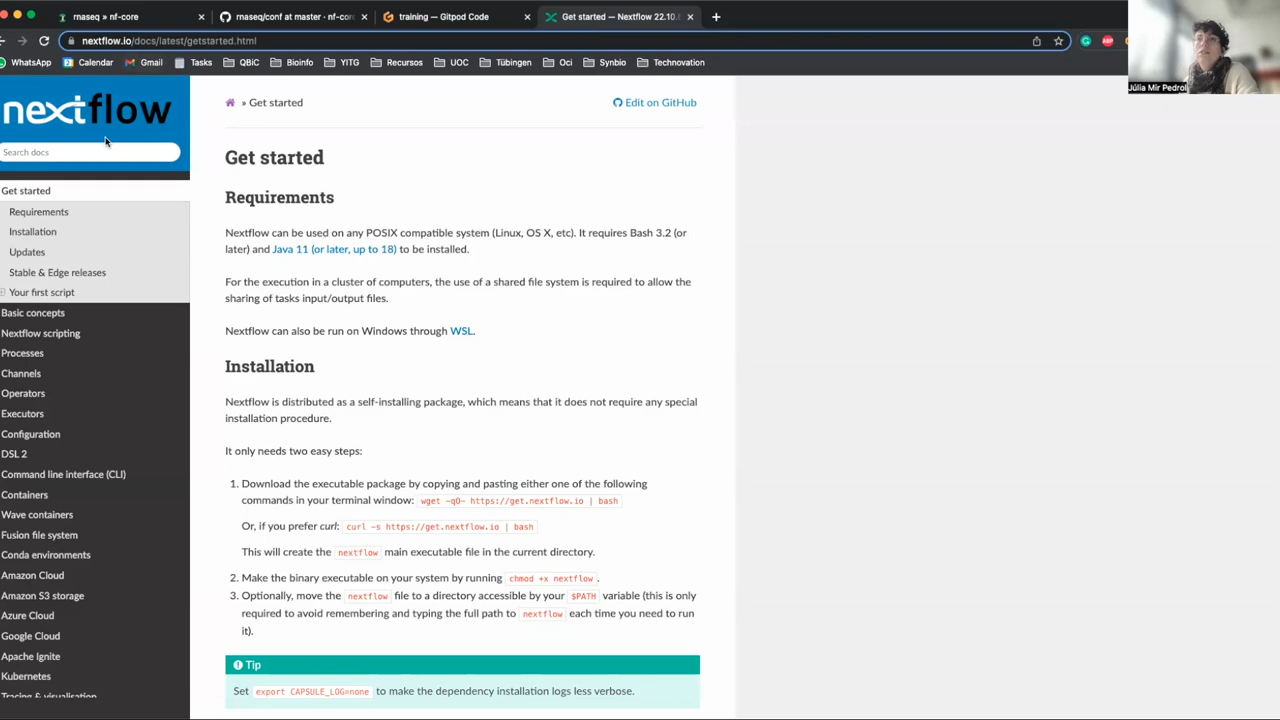 rnaseq » nf-core
rnaseq/conf at master · nf-core
training — Gitpod Code
Get started — Nextflow 22.10.
nextflow.io/docs/latest/getstarted.html
WhatsApp
Calendar
Gmail
Tasks
QBiC
Bioinfo
YITG
Recursos
UOC
Tübingen
Oci
Synbio
Technovation
Júlia Mir Pedrol
nextflow
Search docs
Get started
Requirements
Installation
Updates
Stable & Edge releases
Your first script
Basic concepts
Nextflow scripting
Processes
Channels
Operators
Executors
Configuration
DSL 2
Command line interface (CLI)
Containers
Wave containers
Fusion file system
Conda environments
Amazon Cloud
Amazon S3 storage
Azure Cloud
Google Cloud
Apache Ignite
Kubernetes
Tracing & visualisation
» Get started
Edit on GitHub
Get started
Requirements
Nextflow can be used on any POSIX compatible system (Linux, OS X, etc). It requires Bash 3.2 (or
later) and Java 11 (or later, up to 18) to be installed.
For the execution in a cluster of computers, the use of a shared file system is required to allow the
sharing of tasks input/output files.
Nextflow can also be run on Windows through WSL.
Installation
Nextflow is distributed as a self-installing package, which means that it does not require any special
installation procedure.
It only needs two easy steps:
1. Download the executable package by copying and pasting either one of the following
commands in your terminal window: wget -qO- https://get.nextflow.io | bash
Or, if you prefer curl: curl -s https://get.nextflow.io | bash
This will create the nextflow main executable file in the current directory.
2. Make the binary executable on your system by running chmod +x nextflow.
3. Optionally, move the nextflow file to a directory accessible by your $PATH variable (this is only
required to avoid remembering and typing the full path to nextflow each time you need to run
it).
Tip
Set export CAPSULE_LOG=none to make the dependency installation logs less verbose.